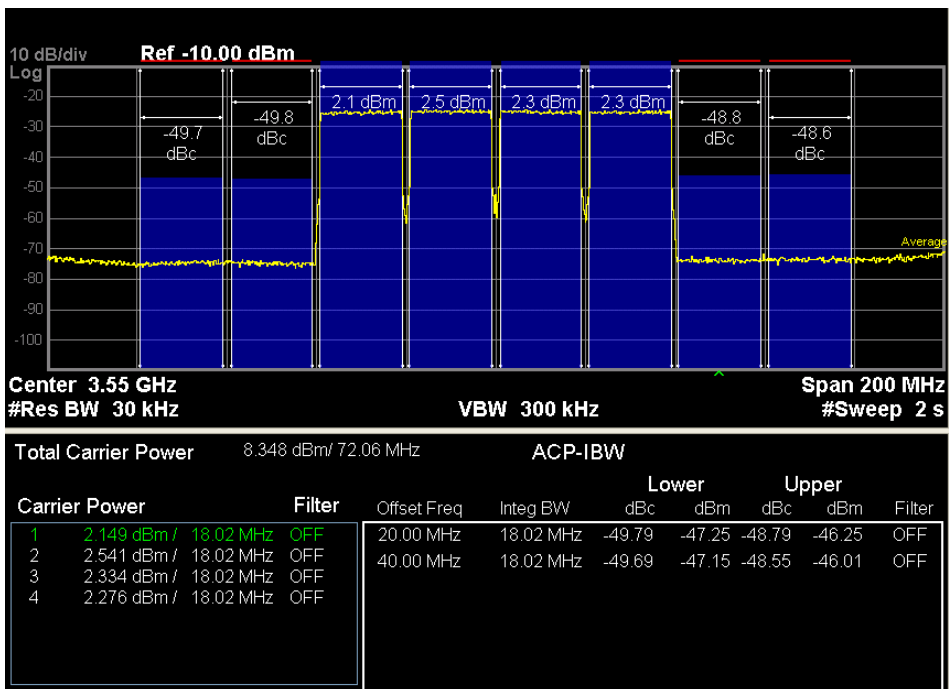 10 dB/div Ref -10.00 dBm
Log
-20
-30
-40
-50
-60
-70
-80
-90
-100
2.1 dBm 2.5 dBm 2.3 dBm 2.3 dBm
-49.7
dBc
-49.8
dBc
-48.8
dBc
-48.6
dBc
Average
Center 3.55 GHz Span 200 MHz
#Res BW 30 kHz VBW 300 kHz #Sweep 2 s
Total Carrier Power 8.348 dBm/ 72.06 MHz ACP-IBW
Lower Upper
Carrier Power Filter Offset Freq Integ BW dBc dBm dBc dBm Filter
1 2.149 dBm / 18.02 MHz OFF 20.00 MHz 18.02 MHz -49.79 -47.25 -48.79 -46.25 OFF
2 2.541 dBm / 18.02 MHz OFF 40.00 MHz 18.02 MHz -49.69 -47.15 -48.55 -46.01 OFF
3 2.334 dBm / 18.02 MHz OFF
4 2.276 dBm / 18.02 MHz OFF